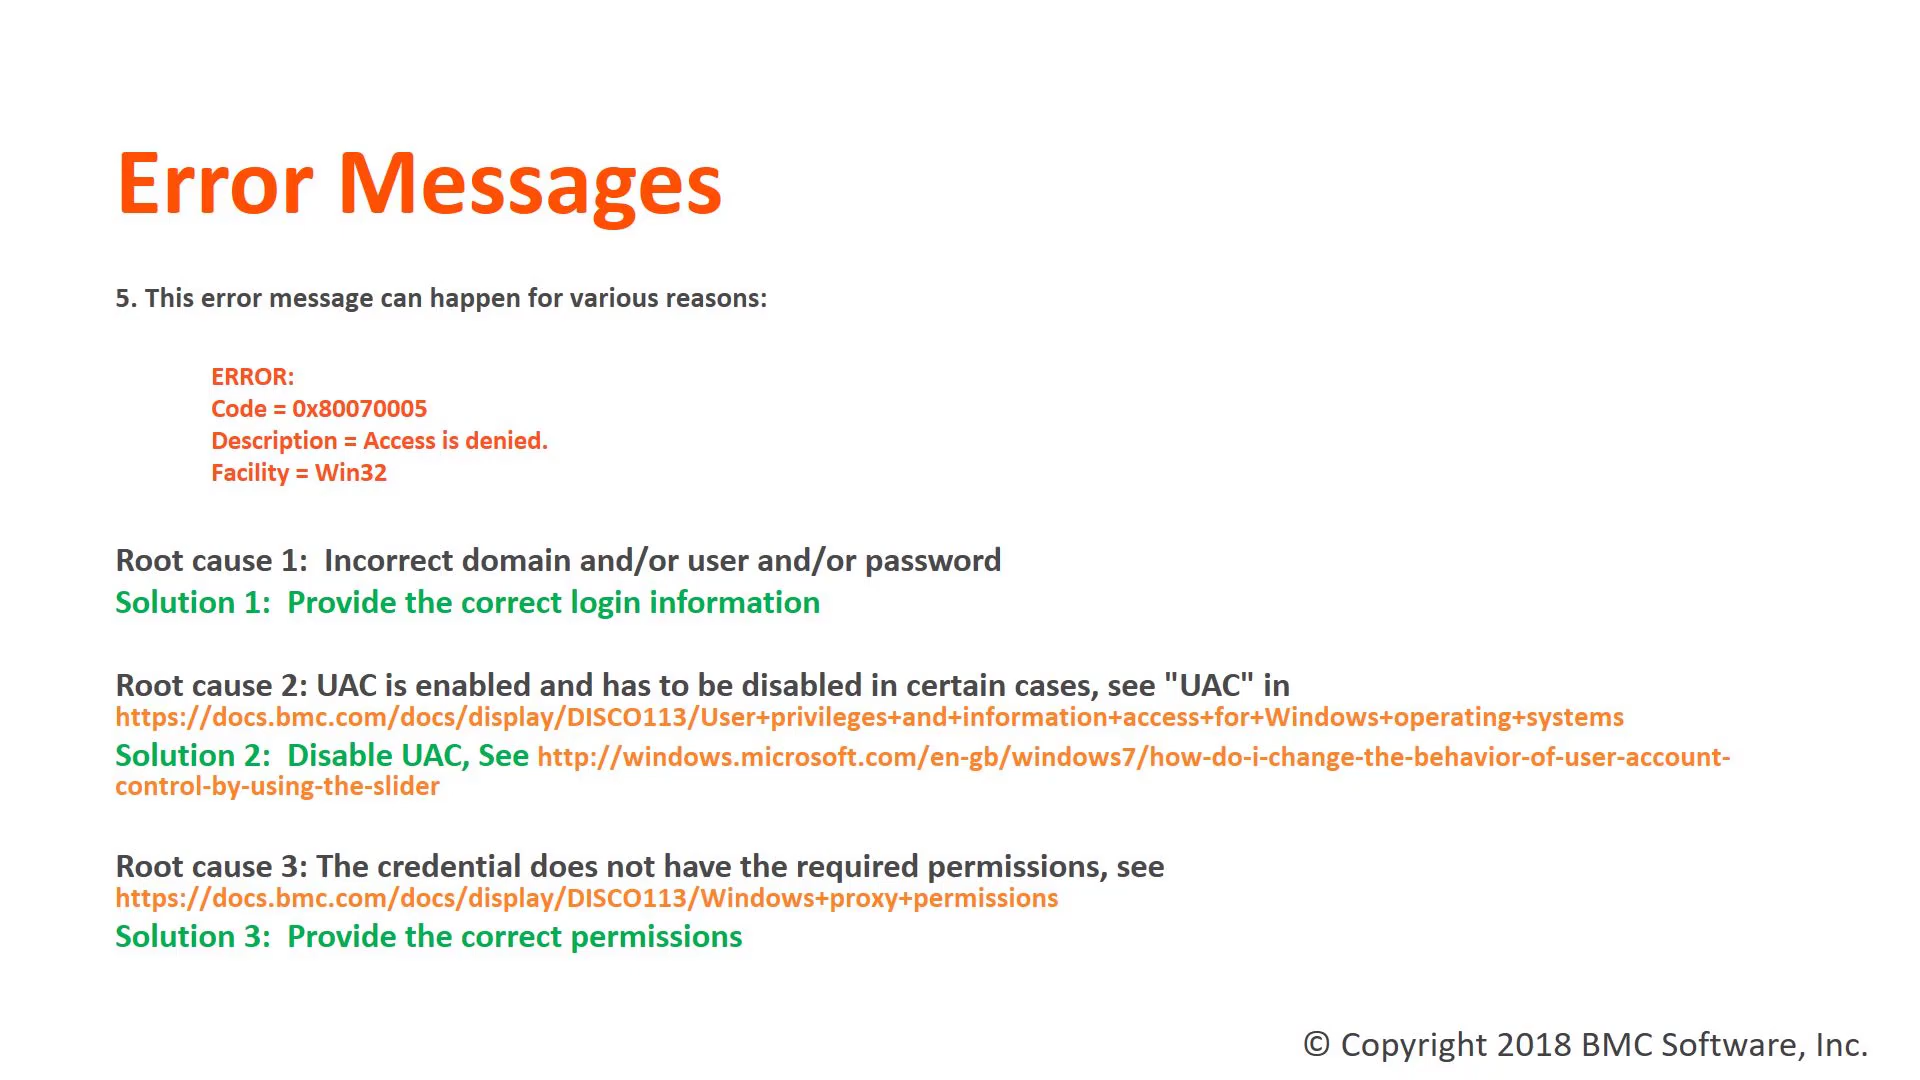 Error Messages
5. This error message can happen for various reasons:
ERROR:
Code = 0x80070005
Description = Access is denied.
Facility = Win32
Root cause 1:  Incorrect domain and/or user and/or password
Solution 1:  Provide the correct login information
Root cause 2: UAC is enabled and has to be disabled in certain cases, see "UAC" in
https://docs.bmc.com/docs/display/DISCO113/User+privileges+and+information+access+for+Windows+operating+systems
Solution 2:  Disable UAC, See http://windows.microsoft.com/en-gb/windows7/how-do-i-change-the-behavior-of-user-account-
control-by-using-the-slider
Root cause 3: The credential does not have the required permissions, see
https://docs.bmc.com/docs/display/DISCO113/Windows+proxy+permissions
Solution 3:  Provide the correct permissions
© Copyright 2018 BMC Software, Inc.